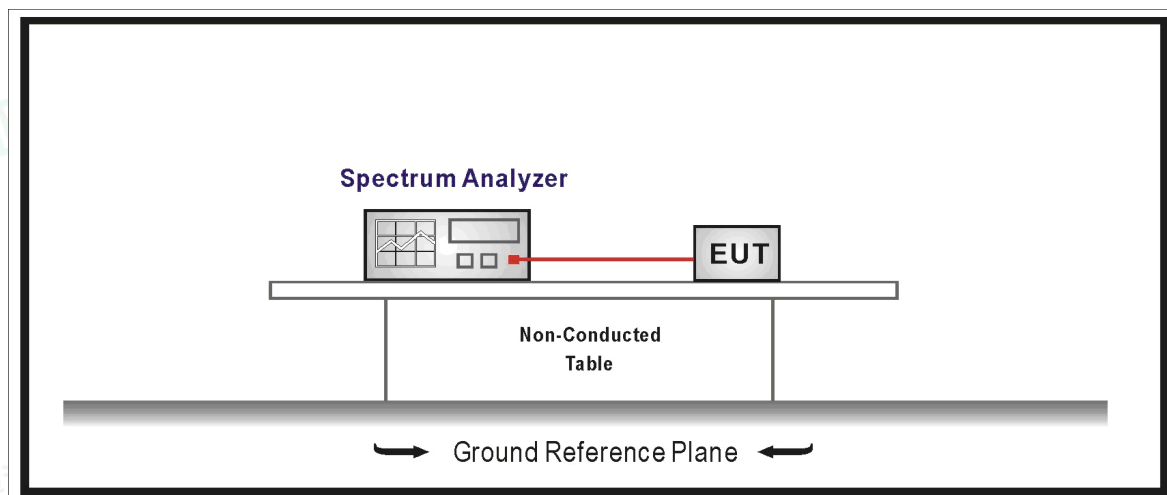 Spectrum Analyzer
EUT
Non-Conducted
Table
Ground Reference Plane